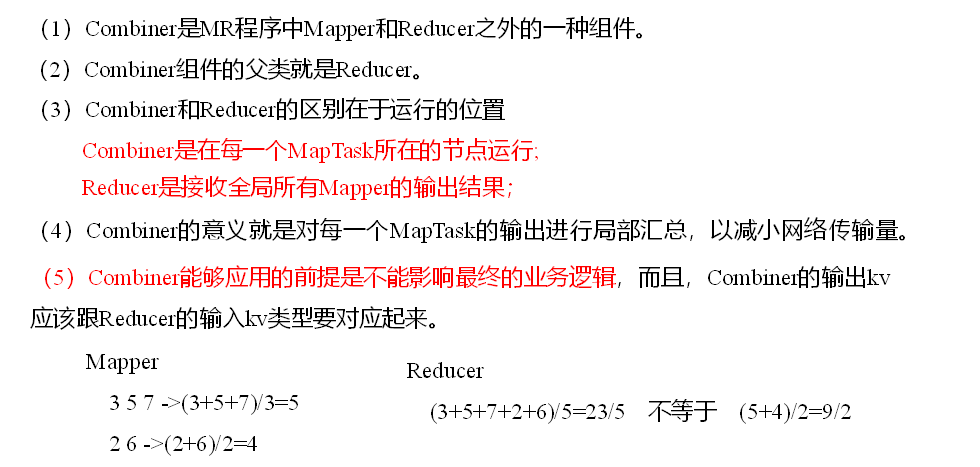 （1）Combiner是MR程序中Mapper和Reducer之外的一种组件。
（2）Combiner组件的父类就是Reducer。
（3）Combiner和Reducer的区别在于运行的位置
Combiner是在每一个MapTask所在的节点运行;
Reducer是接收全局所有Mapper的输出结果；
（4）Combiner的意义就是对每一个MapTask的输出进行局部汇总，以减小网络传输量。
（5）Combiner能够应用的前提是不能影响最终的业务逻辑，而且，Combiner的输出kv
应该跟Reducer的输入kv类型要对应起来。
Mapper
3 5 7 ->(3+5+7)/3=5
2 6 ->(2+6)/2=4
Reducer
(3+5+7+2+6)/5=23/5 不等于 (5+4)/2=9/2